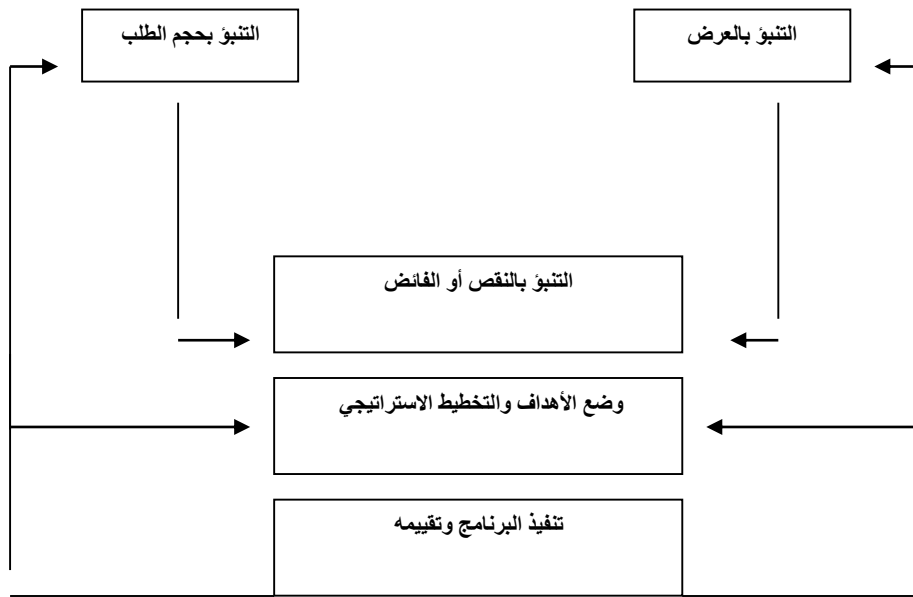 التنبؤ بالعرض
التنبؤ بحجم الطلب
التنبؤ بالنقص أو الفائض
وضع الأهداف والتخطيط الاستراتيجي
تنفيذ البرنامج وتقييمه